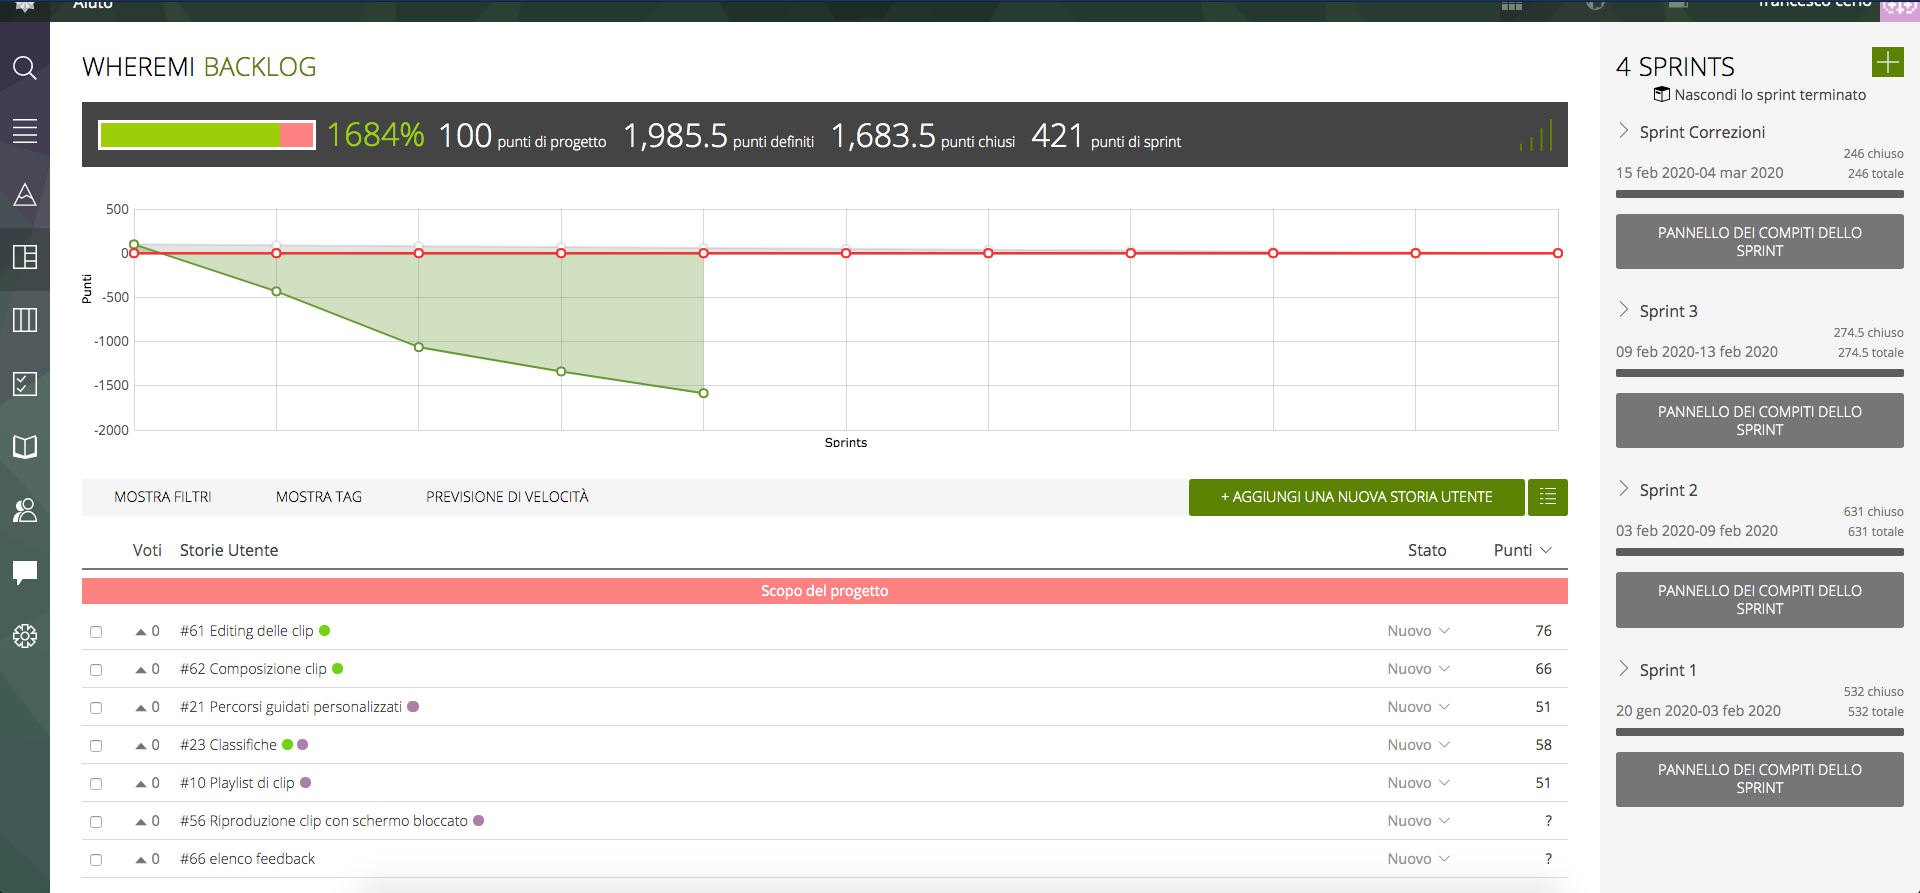 Aiuto
francesco cerio
WHEREMI BACKLOG
1684% 100 punti di progetto 1,985.5 punti definiti 1,683.5 punti chiusi 421 punti di sprint
500
0
-500
-1000
-1500
-2000
Punti
Sprints
MOSTRA FILTRI MOSTRA TAG PREVISIONE DI VELOCITÀ + AGGIUNGI UNA NUOVA STORIA UTENTE
Voti Storie Utente Stato Punti
Scopo del progetto
0 #61 Editing delle clip Nuovo 76
0 #62 Composizione clip Nuovo 66
0 #21 Percorsi guidati personalizzati Nuovo 51
0 #23 Classifiche Nuovo 58
0 #10 Playlist di clip Nuovo 51
0 #56 Riproduzione clip con schermo bloccato Nuovo ?
0 #66 elenco feedback Nuovo ?
4 SPRINTS
Nascondi lo sprint terminato
Sprint Correzioni
246 chiuso
15 feb 2020-04 mar 2020 246 totale
PANNELLO DEI COMPITI DELLO
SPRINT
Sprint 3
274.5 chiuso
09 feb 2020-13 feb 2020 274.5 totale
PANNELLO DEI COMPITI DELLO
SPRINT
Sprint 2
631 chiuso
03 feb 2020-09 feb 2020 631 totale
PANNELLO DEI COMPITI DELLO
SPRINT
Sprint 1
532 chiuso
20 gen 2020-03 feb 2020 532 totale
PANNELLO DEI COMPITI DELLO
SPRINT